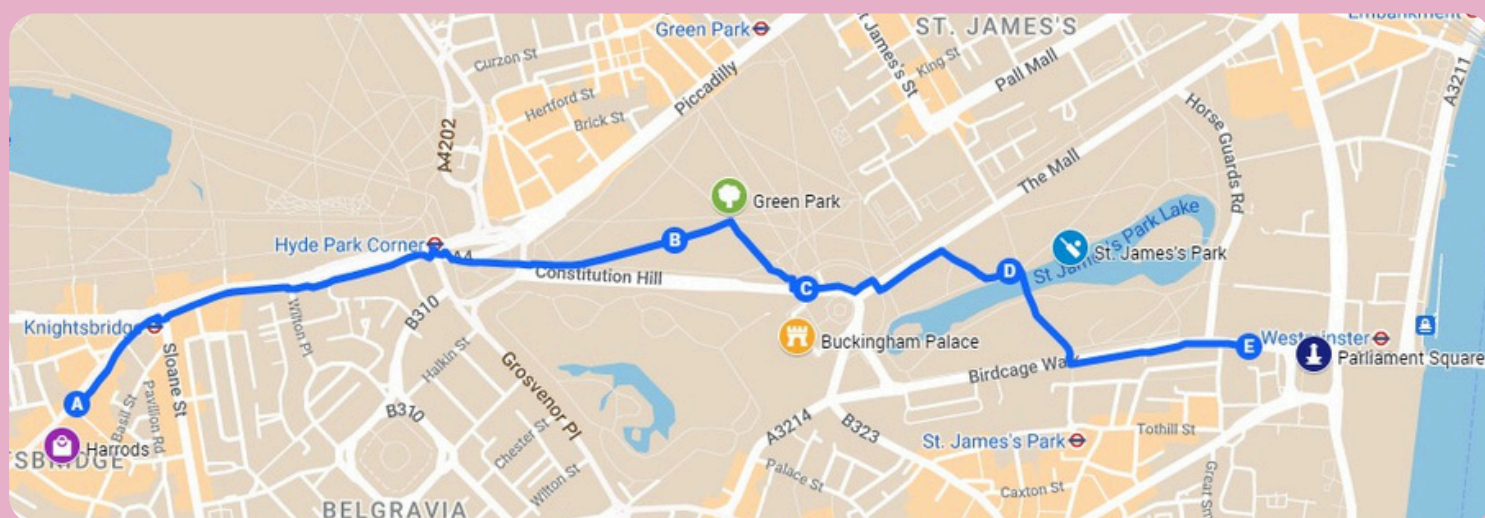 Embankment
ST. JAMES'S
Green Park
Curzon St
St James's St
King St
Pall Mall
A3211
Piccadilly
Hertford St
Brick St
Horse Guards Rd
A4202
The Mall
Green Park
St James's Park Lake
St. James's Park
Hyde Park Corner
A4
B
D
Constitution Hill
C
B310
Wilton Pl
Knightsbridge
Sloane St
Buckingham Palace
E
Westminster
Parliament Square
Halkin St
Grosvenor Pl
Birdcage Walk
A
Basil St
Pavilion Rd
B310
Chester St
A3214
B323
Tothill St
St. James's Park
Harrods
TSBRIDGE
Wilton St
Palace St
Caxton St
BELGRAVIA